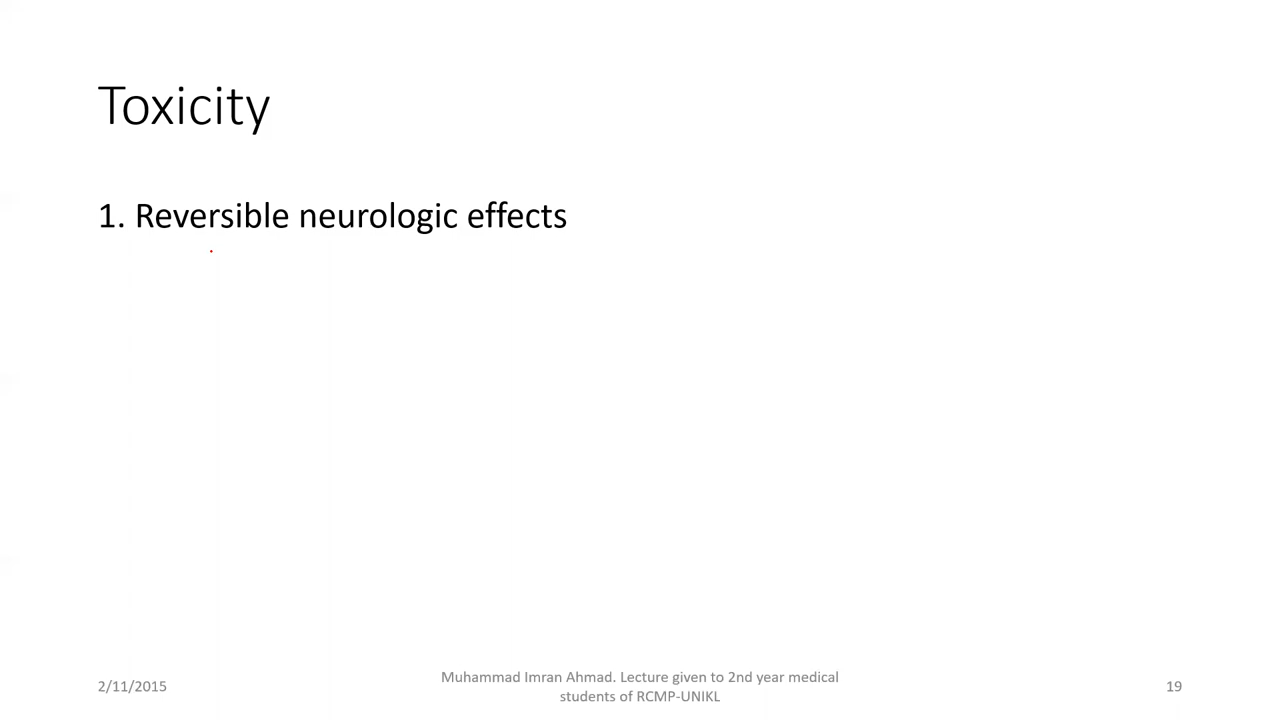 Toxicity
1. Reversible neurologic effects
2/11/2015
Muhammad Imran Ahmad. Lecture given to 2nd year medical
students of RCMP-UNIKL
19